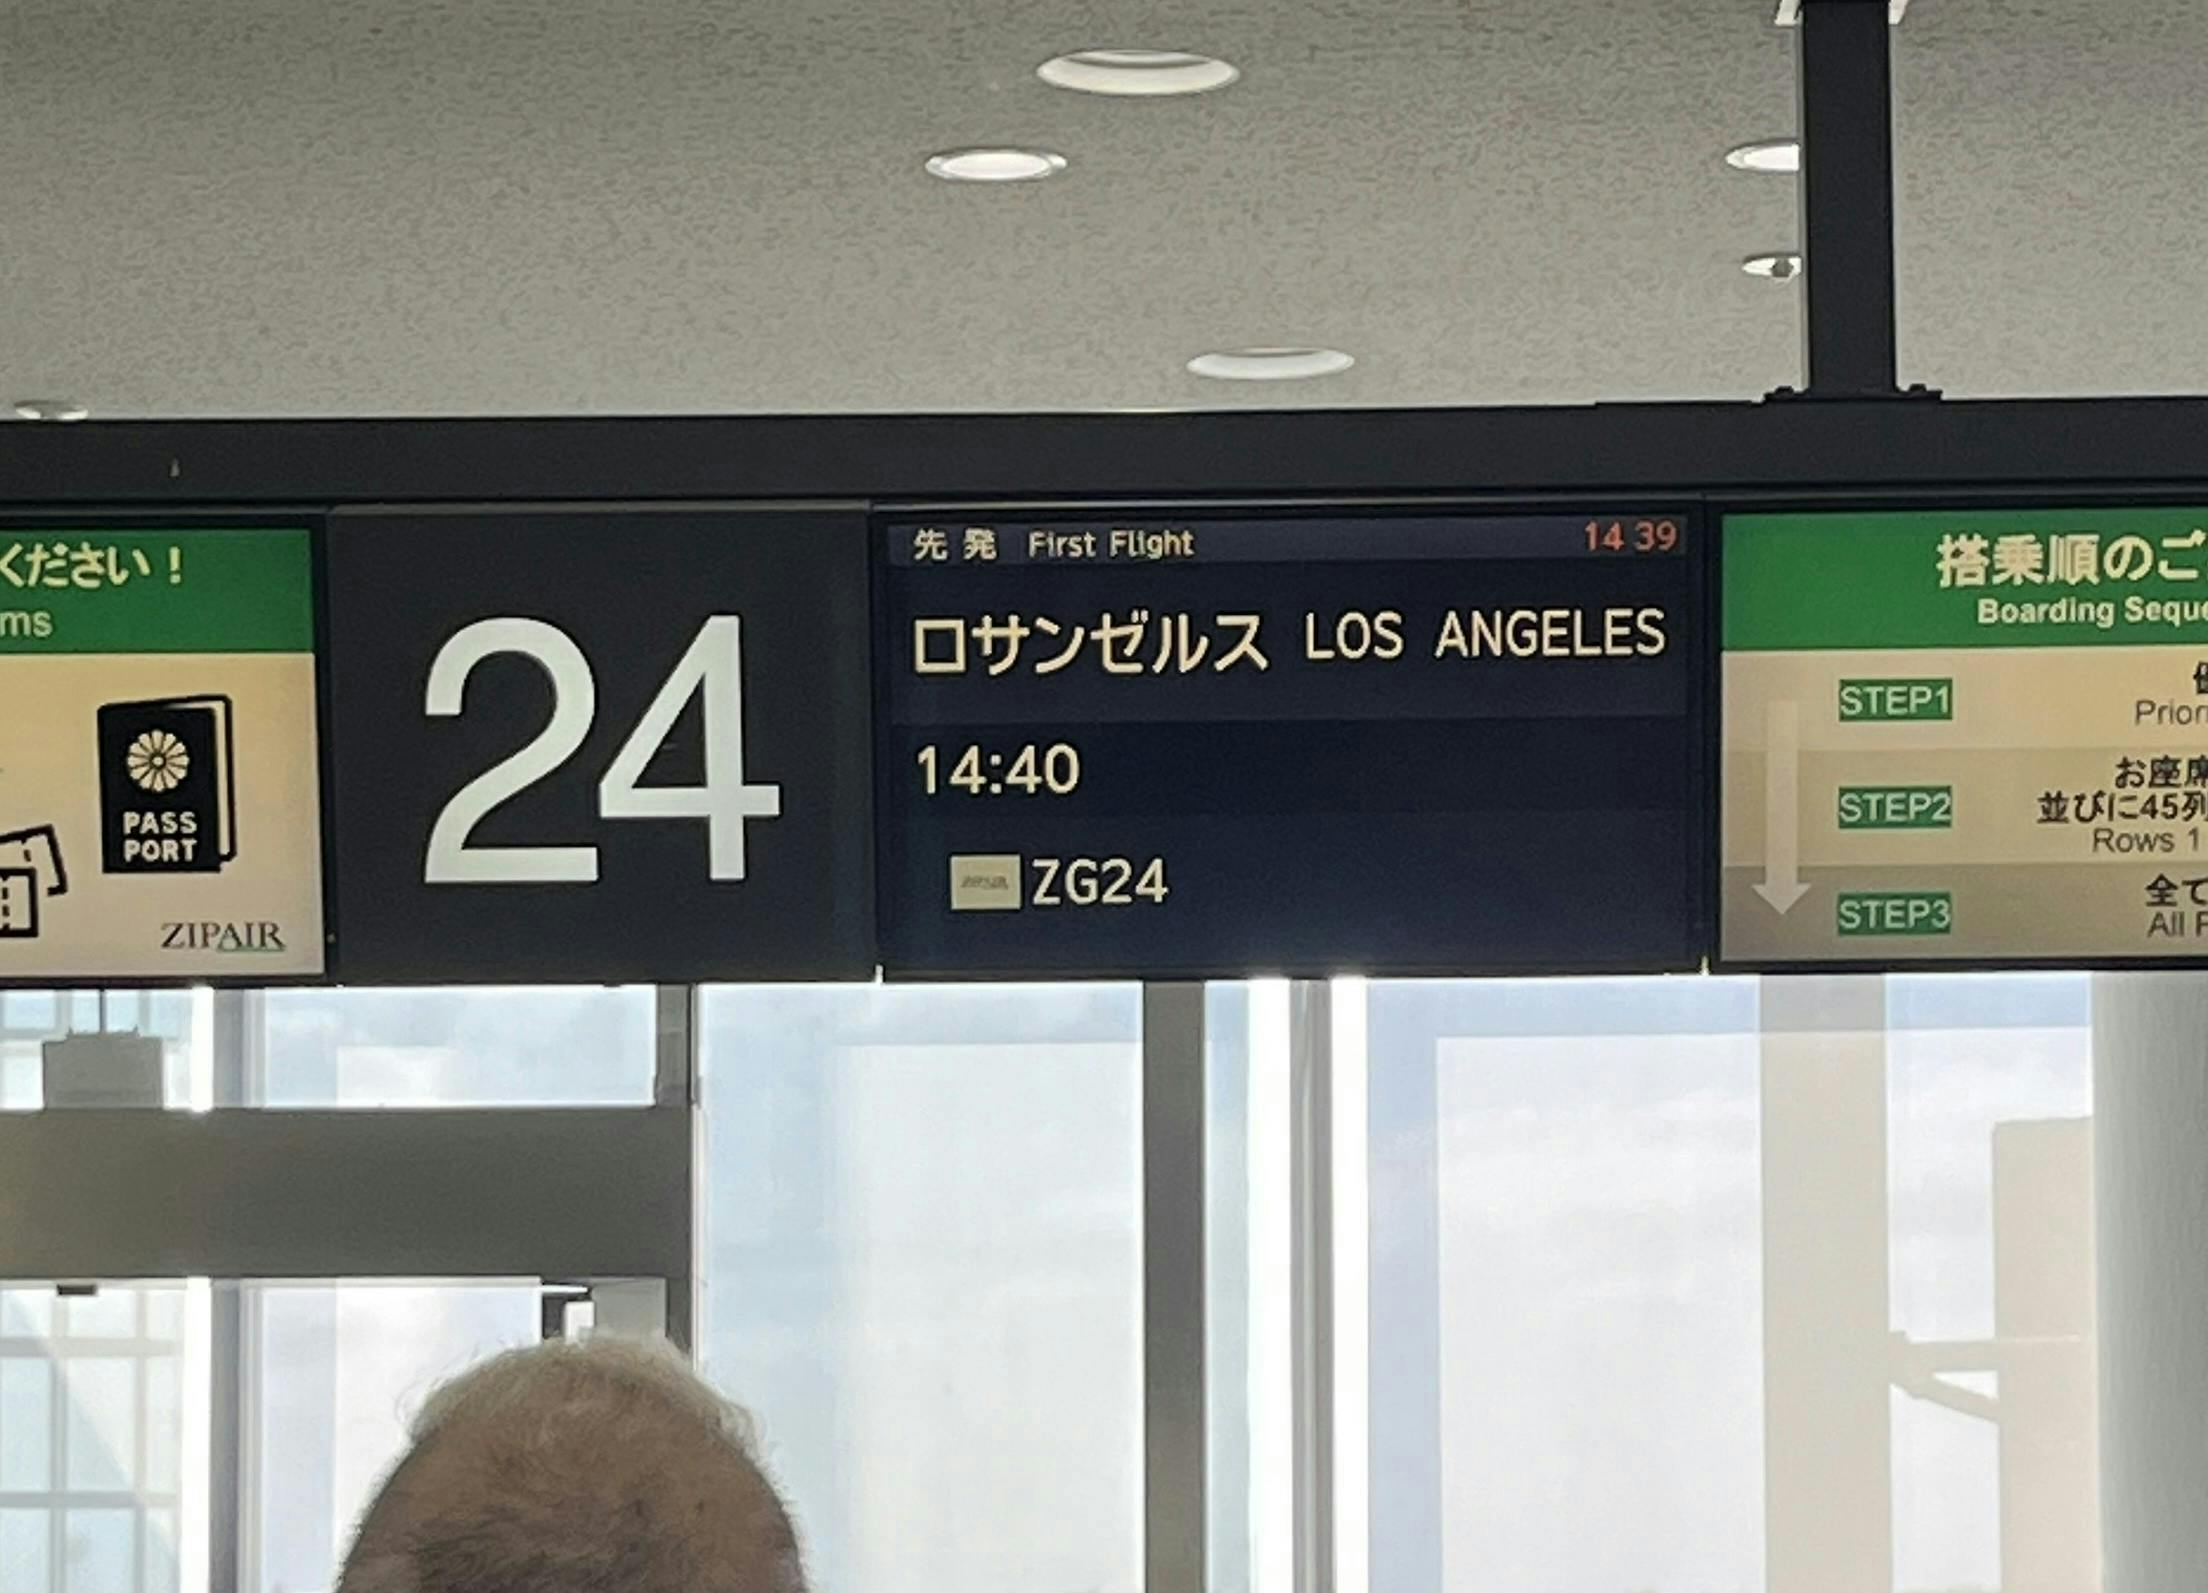 ください！
ms
PASS
PORT
ZIPAIR
24
先発 First Flight 14 39
ロサンゼルス LOS ANGELES
14:40
ZIPAIR ZG24
搭乗順のご
Boarding Sequ
STEP1
Prior
STEP2 お座席
並びに45列
Rows 1
STEP3 全て
All P